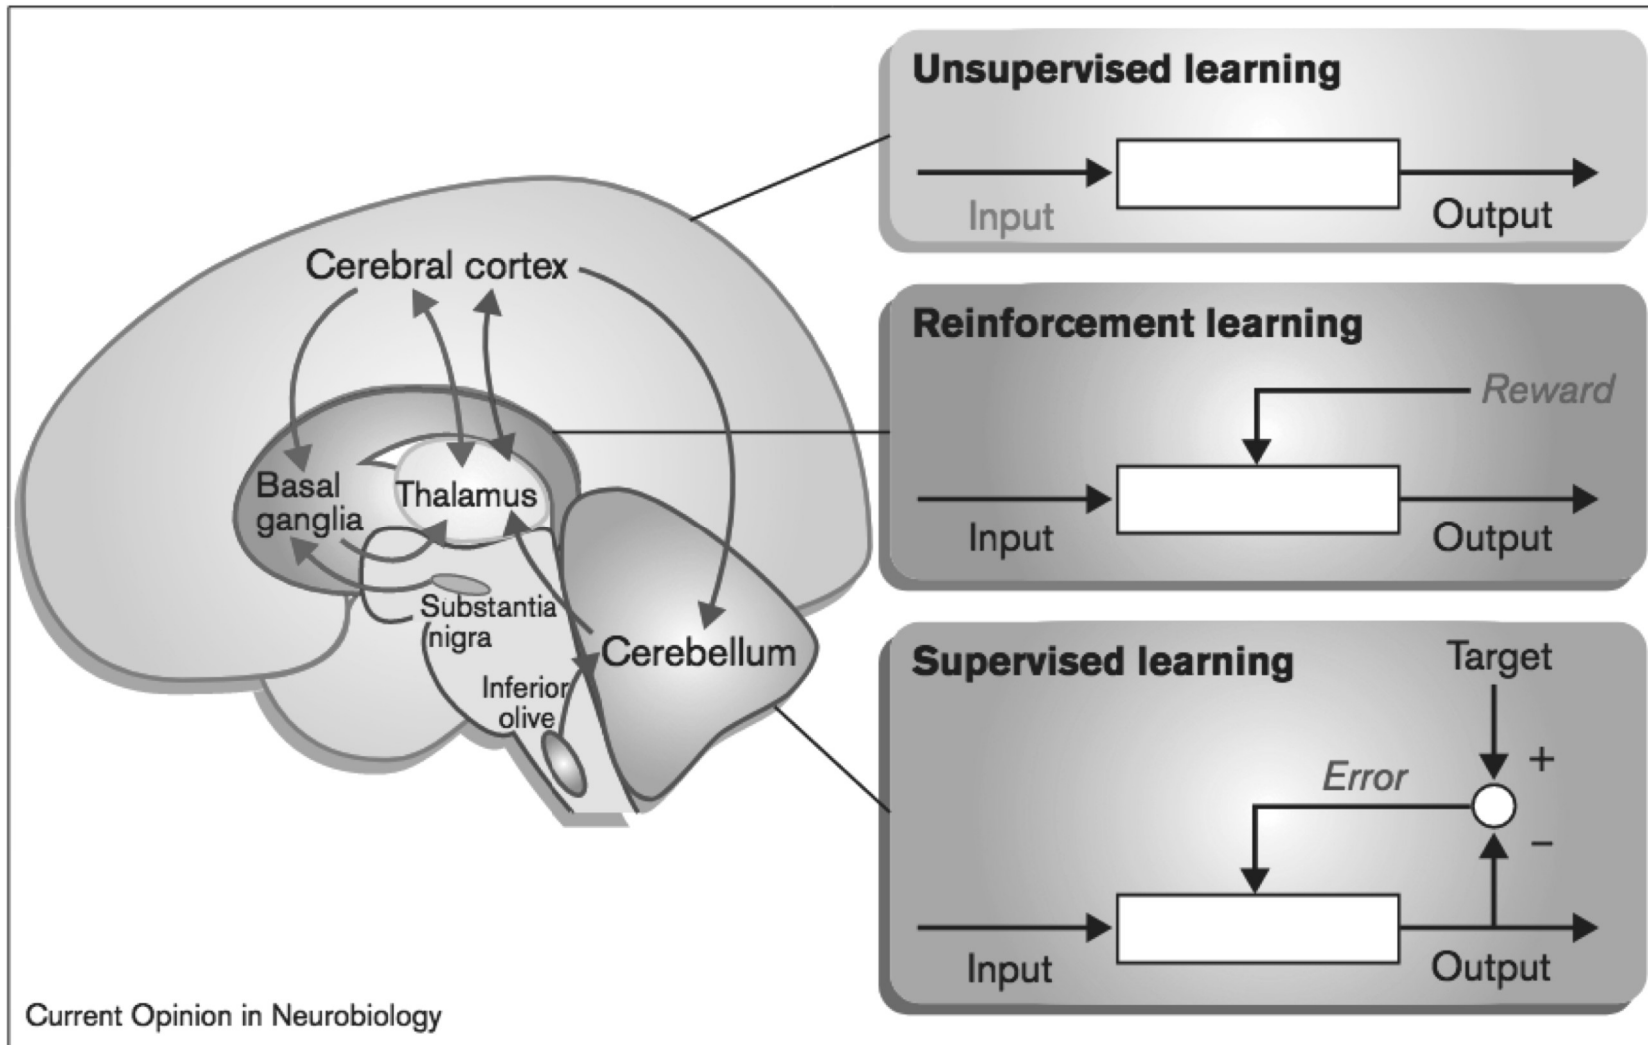 Unsupervised learning
Input
Output
Cerebral cortex
Reinforcement learning
Reward
Input
Output
Basal
ganglia
Thalamus
Substantia
nigra
Cerebellum
Inferior
olive
Supervised learning
Target
+
Error
−
Input
Output
Current Opinion in Neurobiology